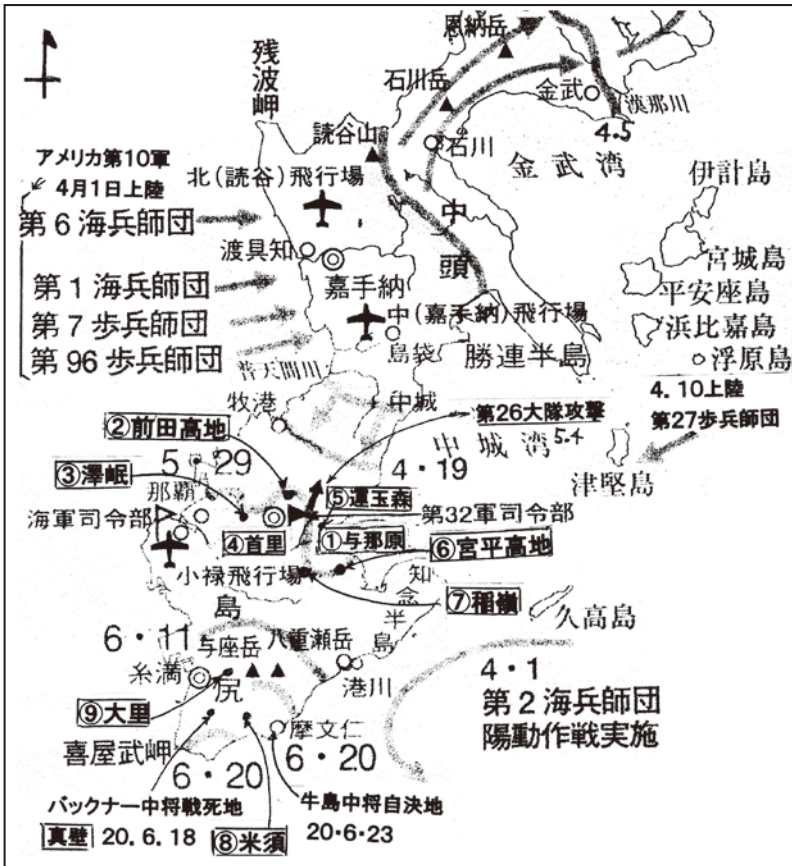 恩納岳
残波岬
石川岳
金武
漢那川
4.5
読谷山
石川
金武湾
アメリカ第10軍
4月1日上陸
北(読谷)飛行場
伊計島
第6海兵師団
中頭
渡具知
宮城島
嘉手納
平安座島
第1海兵師団
中(嘉手納)飛行場
浜比嘉島
第7歩兵師団
島袋
勝連半島
浮原島
第96歩兵師団
普天間川
4.10上陸
第27歩兵師団
牧港
中城
第26大隊攻撃
②前田高地
中城湾
5.4
5・29
4・19
③澤岻
津堅島
那覇
⑤運玉森
海軍司令部
第32軍司令部
④首里
①与那原
⑥宮平高地
小禄飛行場
知念半島
⑦稲嶺
久高島
島尻
6・11
与座岳
八重瀬岳
4・1
糸満
港川
第2海兵師団
⑨大里
陽動作戦実施
摩文仁
喜屋武岬
6・20
6・20
バックナー中将戦死地
牛島中将自決地
真壁 20.6.18
⑧米須
20・6・23